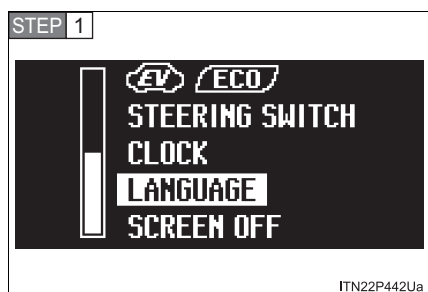 STEP 1
EV ECO
STEERING SWITCH
CLOCK
LANGUAGE
SCREEN OFF
ITN22P442Ua